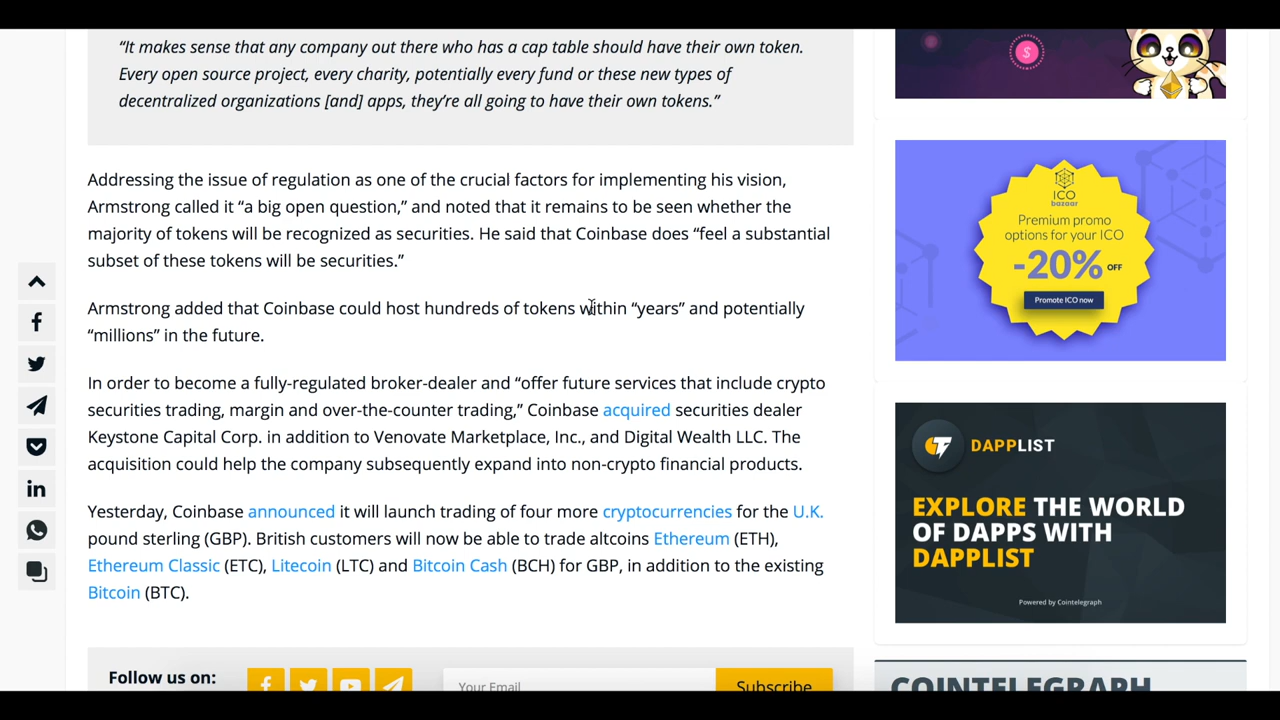 “It makes sense that any company out there who has a cap table should have their own token.
Every open source project, every charity, potentially every fund or these new types of
decentralized organizations [and] apps, they’re all going to have their own tokens.”
Addressing the issue of regulation as one of the crucial factors for implementing his vision,
Armstrong called it “a big open question,” and noted that it remains to be seen whether the
majority of tokens will be recognized as securities. He said that Coinbase does “feel a substantial
subset of these tokens will be securities.”
Armstrong added that Coinbase could host hundreds of tokens within “years” and potentially
“millions” in the future.
In order to become a fully-regulated broker-dealer and “offer future services that include crypto
securities trading, margin and over-the-counter trading,” Coinbase acquired securities dealer
Keystone Capital Corp. in addition to Venovate Marketplace, Inc., and Digital Wealth LLC. The
acquisition could help the company subsequently expand into non-crypto financial products.
Yesterday, Coinbase announced it will launch trading of four more cryptocurrencies for the U.K.
pound sterling (GBP). British customers will now be able to trade altcoins Ethereum (ETH),
Ethereum Classic (ETC), Litecoin (LTC) and Bitcoin Cash (BCH) for GBP, in addition to the existing
Bitcoin (BTC).
Follow us on:
Your Email
Subscribe
$
ICO
bazaar
Premium promo
options for your ICO
-20% OFF
Promote ICO now
DAPPLIST
EXPLORE THE WORLD
OF DAPPS WITH
DAPPLIST
Powered by Cointelegraph
COINTELEGRAPH